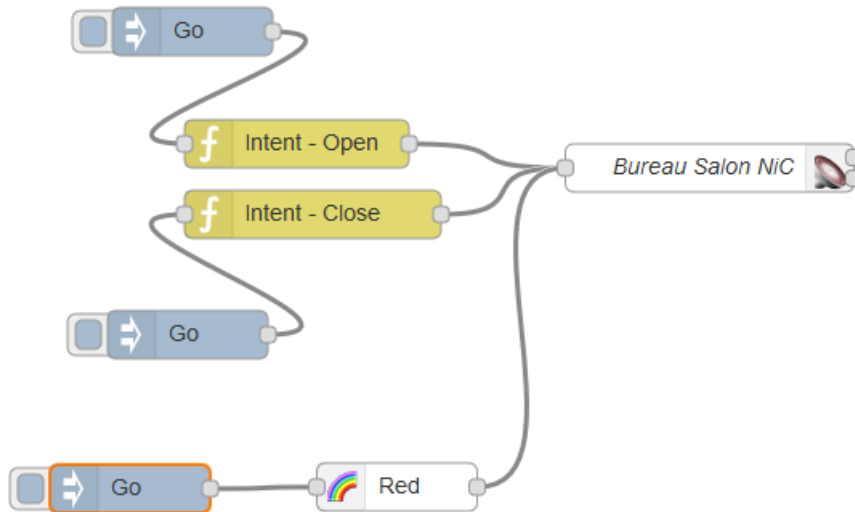 Go
Intent - Open
Bureau Salon NiC
Intent - Close
Go
Go
Red